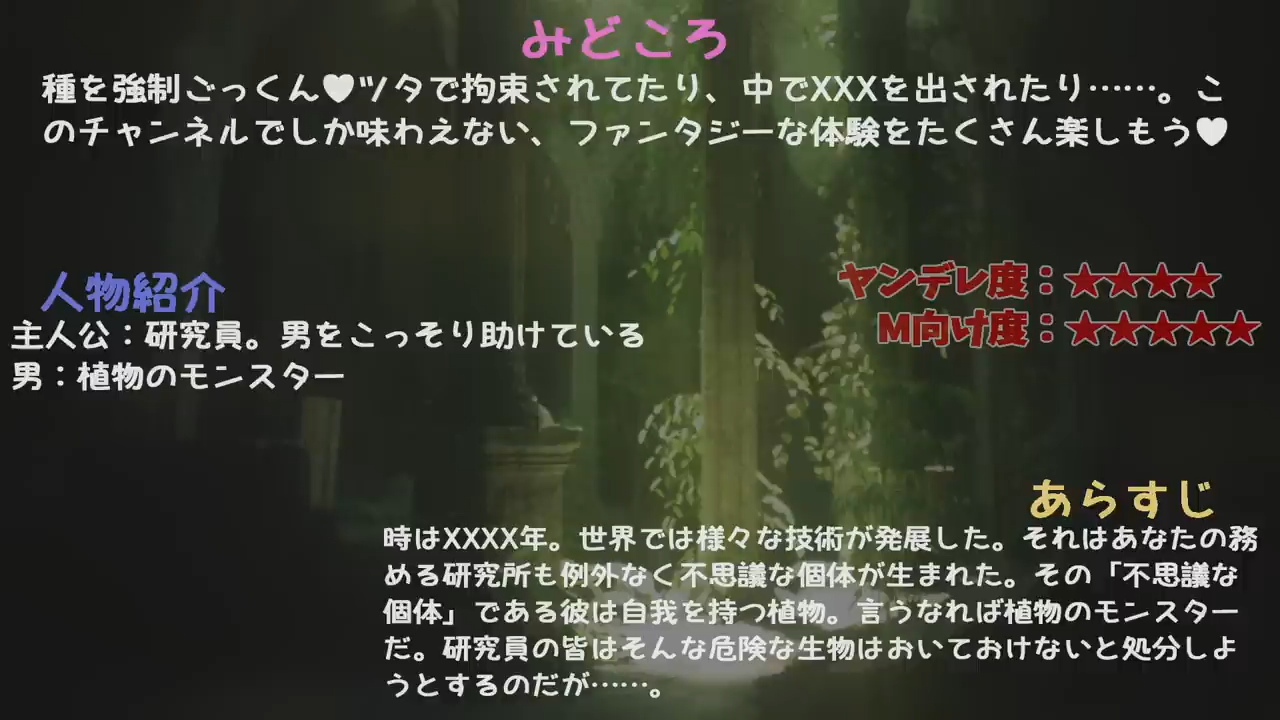 みどころ
種を強制ごっくん♥ツタで拘束されてたり、中でXXXを出されたり……。こ
のチャンネルでしか味わえない、ファンタジーな体験をたくさん楽しもう♥
人物紹介
主人公：研究員。男をこっそり助けている
男：植物のモンスター
ヤンデレ度：★★★★
M向け度：★★★★★
あらすじ
時はXXXX年。世界では様々な技術が発展した。それはあなたの務
める研究所も例外なく不思議な個体が生まれた。その「不思議な
個体」である彼は自我を持つ植物。言うなれば植物のモンスター
だ。研究員の皆はそんな危険な生物はおいておけないと処分しよ
うとするのだが……。